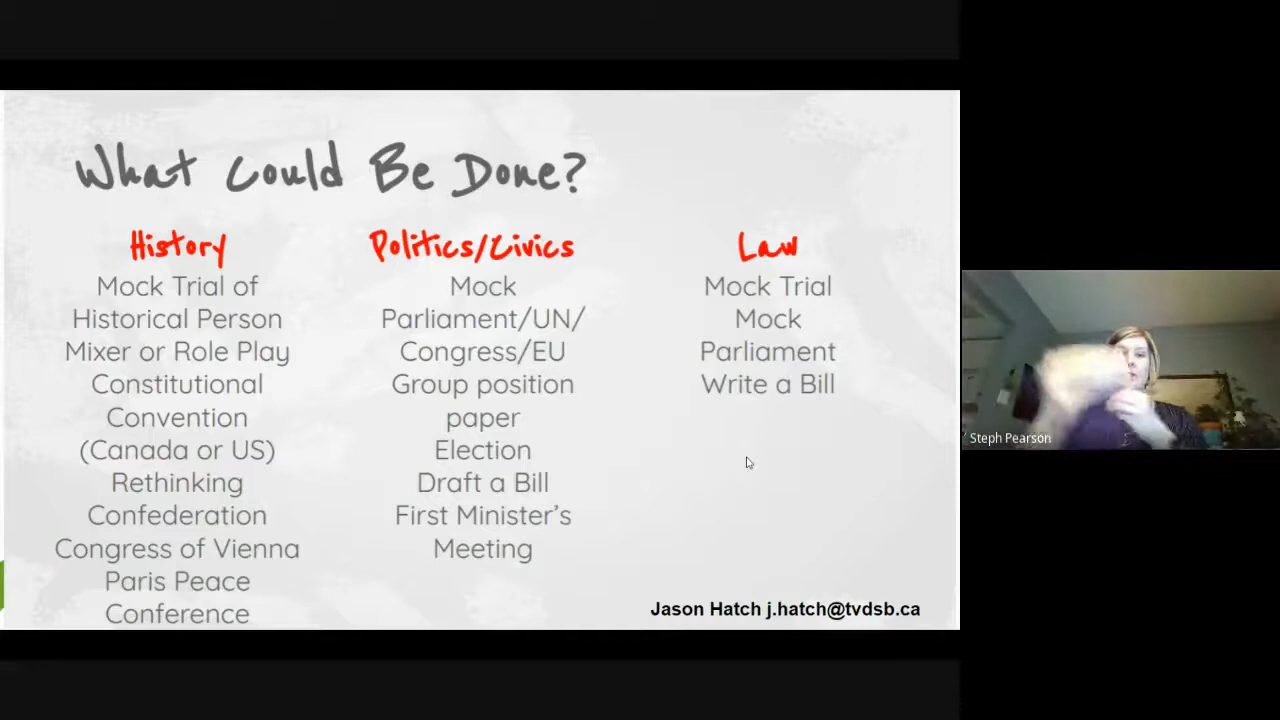 What Could Be Done?
History
Mock Trial of
Historical Person
Mixer or Role Play
Constitutional
Convention
(Canada or US)
Rethinking
Confederation
Congress of Vienna
Paris Peace
Conference
Politics/Civics
Mock
Parliament/UN/
Congress/EU
Group position
paper
Election
Draft a Bill
First Minister’s
Meeting
Law
Mock Trial
Mock
Parliament
Write a Bill
Jason Hatch j.hatch@tvdsb.ca
Steph Pearson